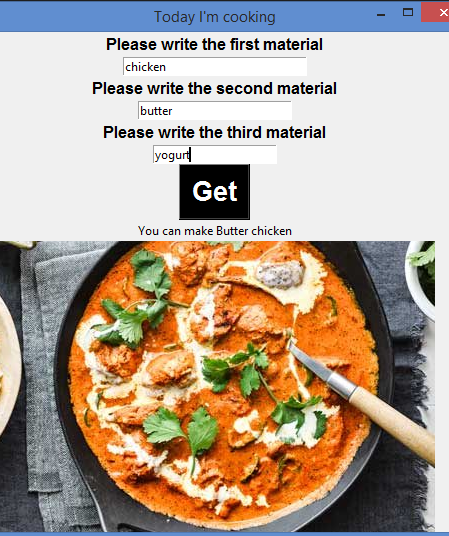 Today I'm cooking
Please write the first material
chicken
Please write the second material
butter
Please write the third material
yogurt
Get
You can make Butter chicken